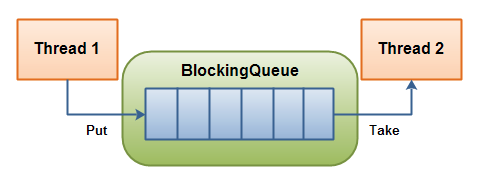 Thread 1
Thread 2
BlockingQueue
Put
Take